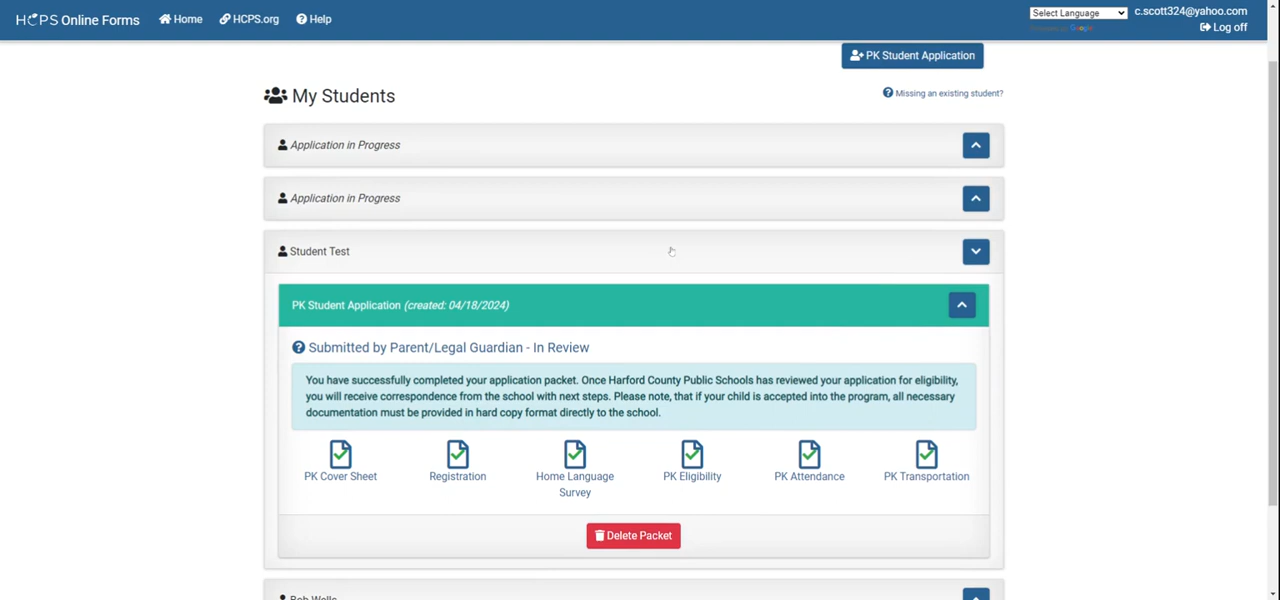 HCPS Online Forms Home HCPS.org Help Select Language c.scott324@yahoo.com
Log off
PK Student Application
My Students
Missing an existing student?
Application in Progress
Application in Progress
Student Test
PK Student Application (created: 04/18/2024)
Submitted by Parent/Legal Guardian - In Review
You have successfully completed your application packet. Once Harford County Public Schools has reviewed your application for eligibility,
you will receive correspondence from the school with next steps. Please note, that if your child is accepted into the program, all necessary
documentation must be provided in hard copy format directly to the school.
PK Cover Sheet Registration Home Language PK Eligibility PK Attendance PK Transportation
Survey
Delete Packet